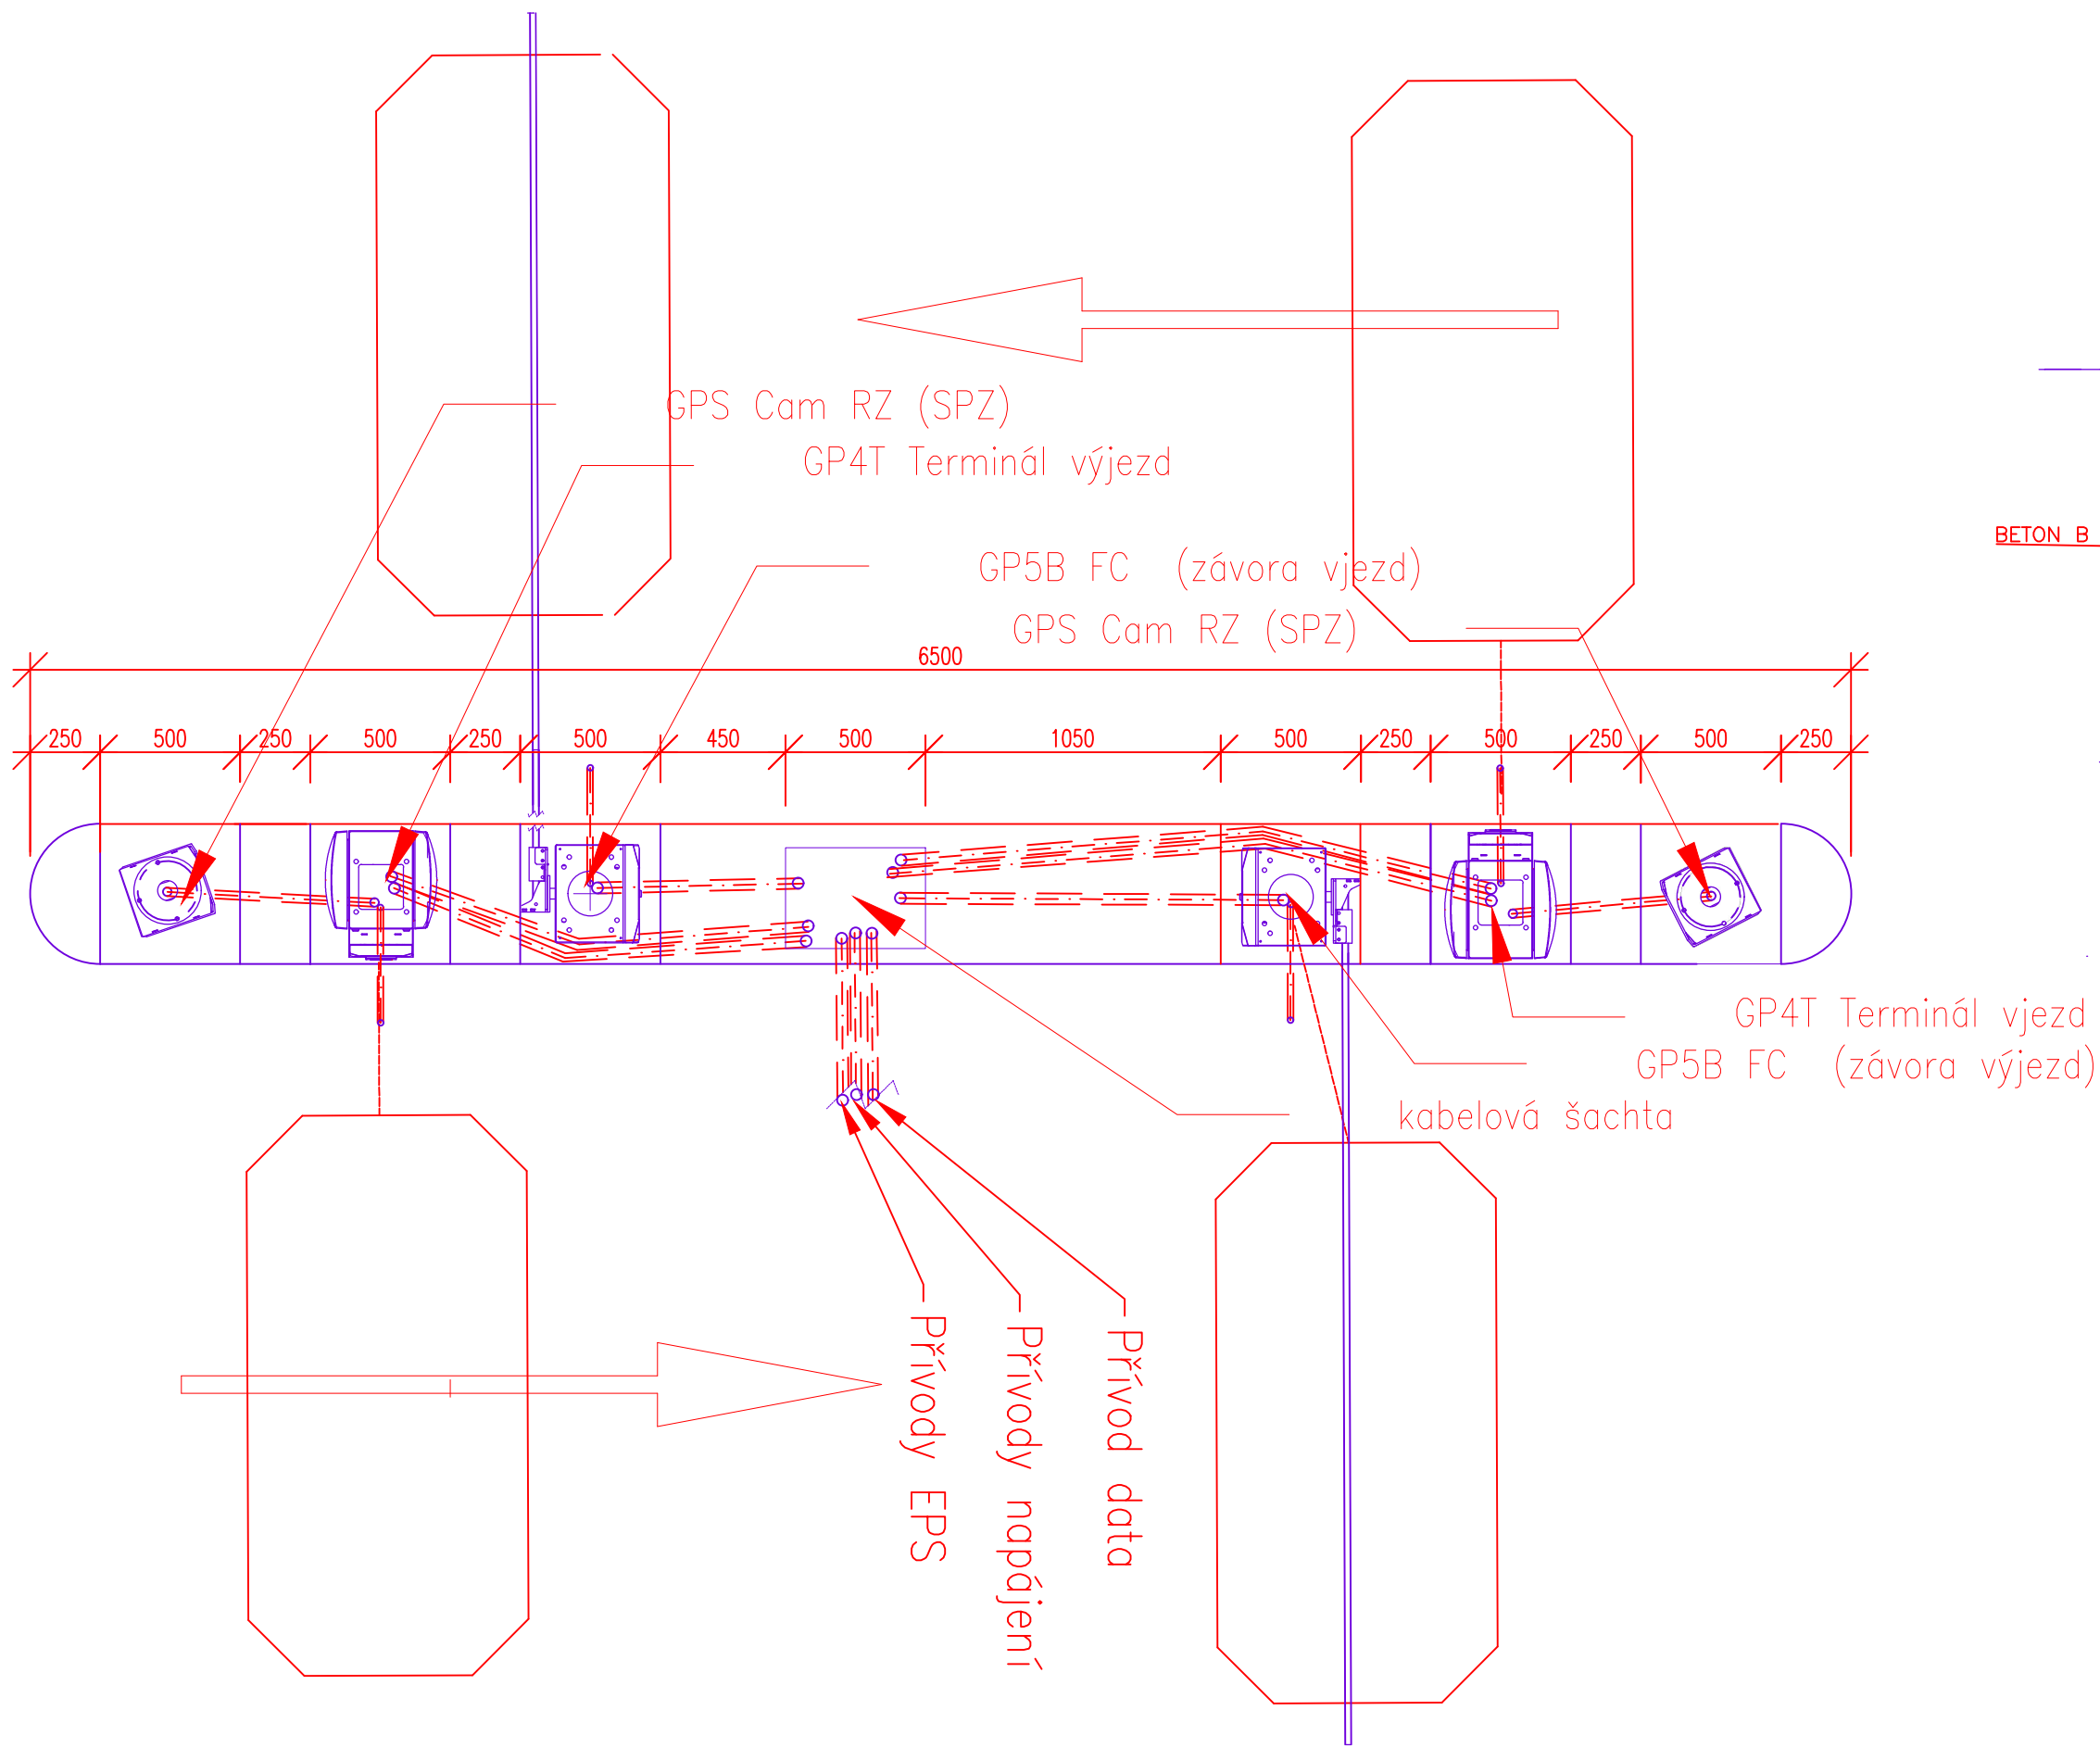 GPS Cam RZ (SPZ)
GP4T Terminál výjezd
BETON B
GP5B FC (závora vjezd)
GPS Cam RZ (SPZ)
6500
250 500 250 500 250 500 450 500 1050 500 250 500 250 500 250
GP4T Terminál vjezd
GP5B FC (závora výjezd)
kabelová šachta
Přívody EPS
Přívody napájení
Přívod data